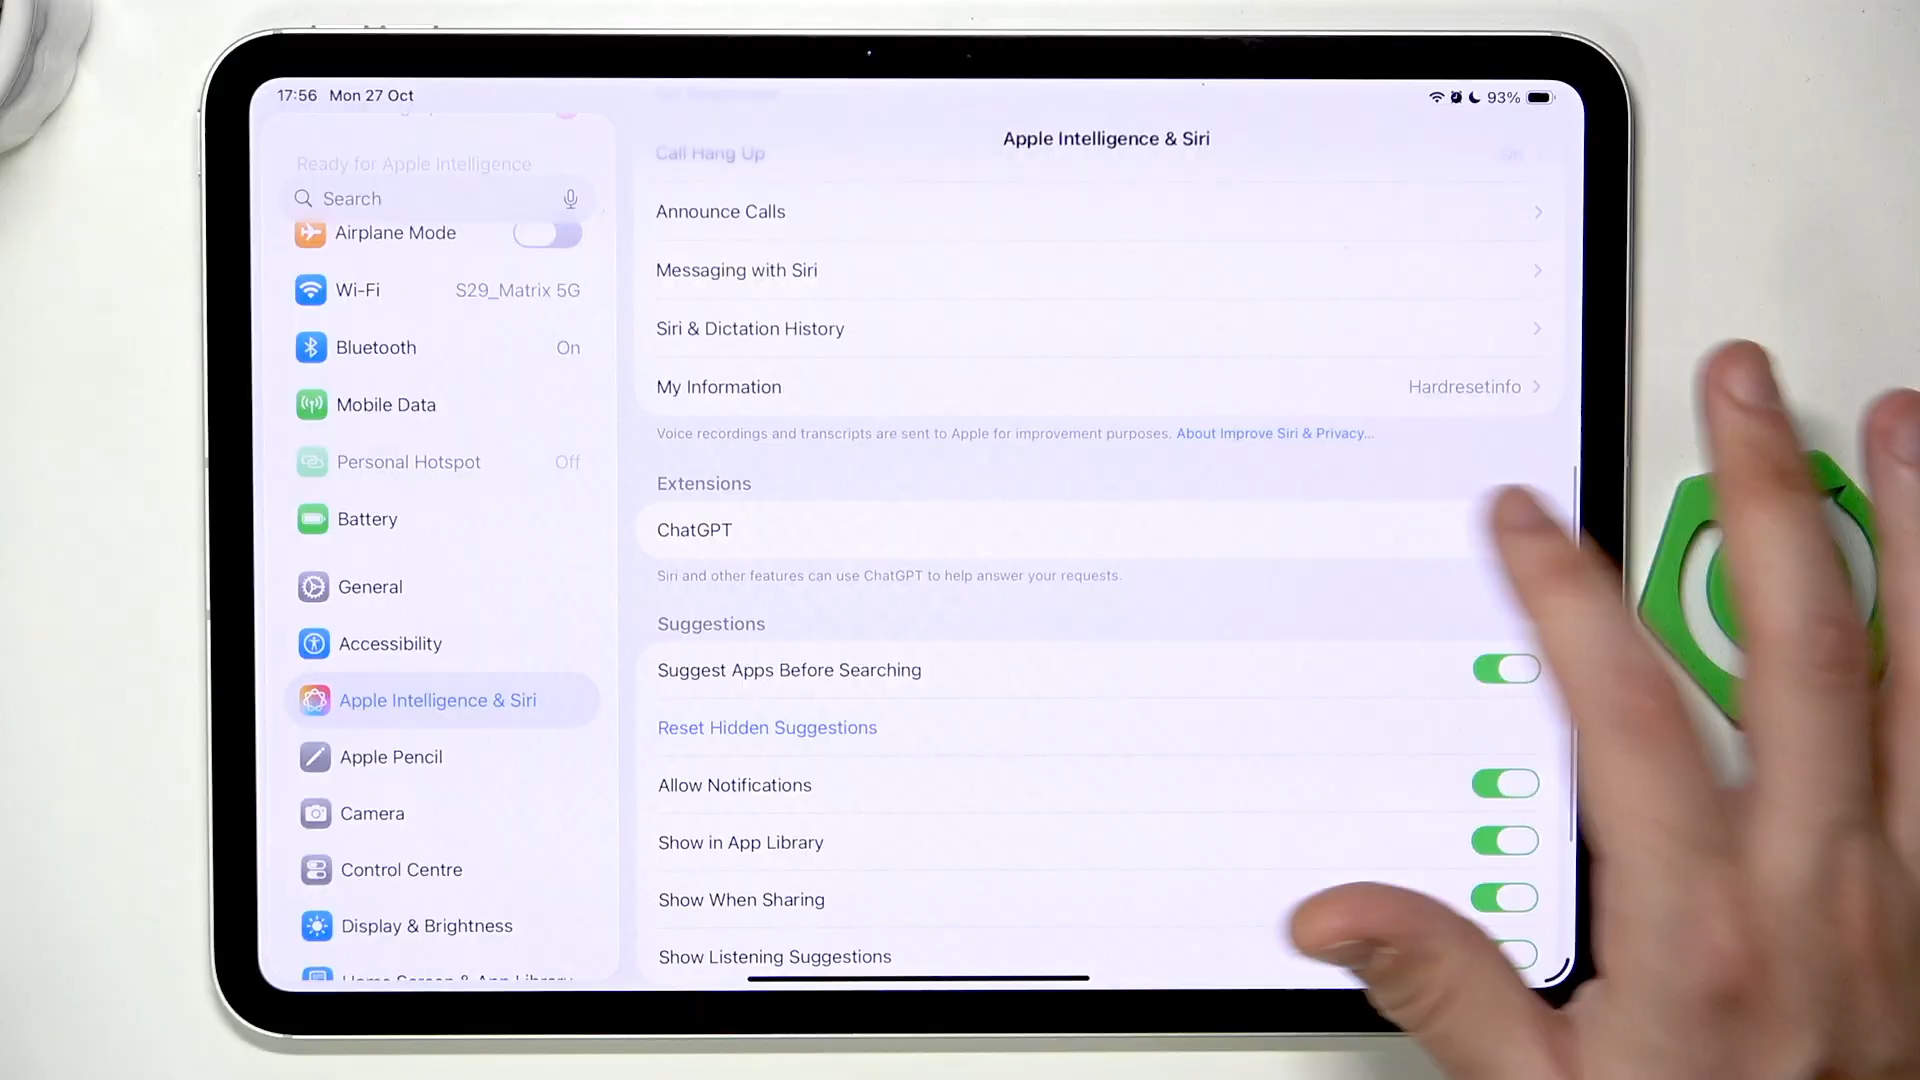 17:56 Mon 27 Oct
93%
Ready for Apple Intelligence
Search
Airplane Mode
Wi-Fi S29_Matrix 5G
Bluetooth On
Mobile Data
Personal Hotspot Off
Battery
General
Accessibility
Apple Intelligence & Siri
Apple Pencil
Camera
Control Centre
Display & Brightness
Home Screen & App Library
Apple Intelligence & Siri
Call Hang Up On
Announce Calls
Messaging with Siri
Siri & Dictation History
My Information Hardresetinfo
Voice recordings and transcripts are sent to Apple for improvement purposes. About Improve Siri & Privacy...
Extensions
ChatGPT
Siri and other features can use ChatGPT to help answer your requests.
Suggestions
Suggest Apps Before Searching
Reset Hidden Suggestions
Allow Notifications
Show in App Library
Show When Sharing
Show Listening Suggestions